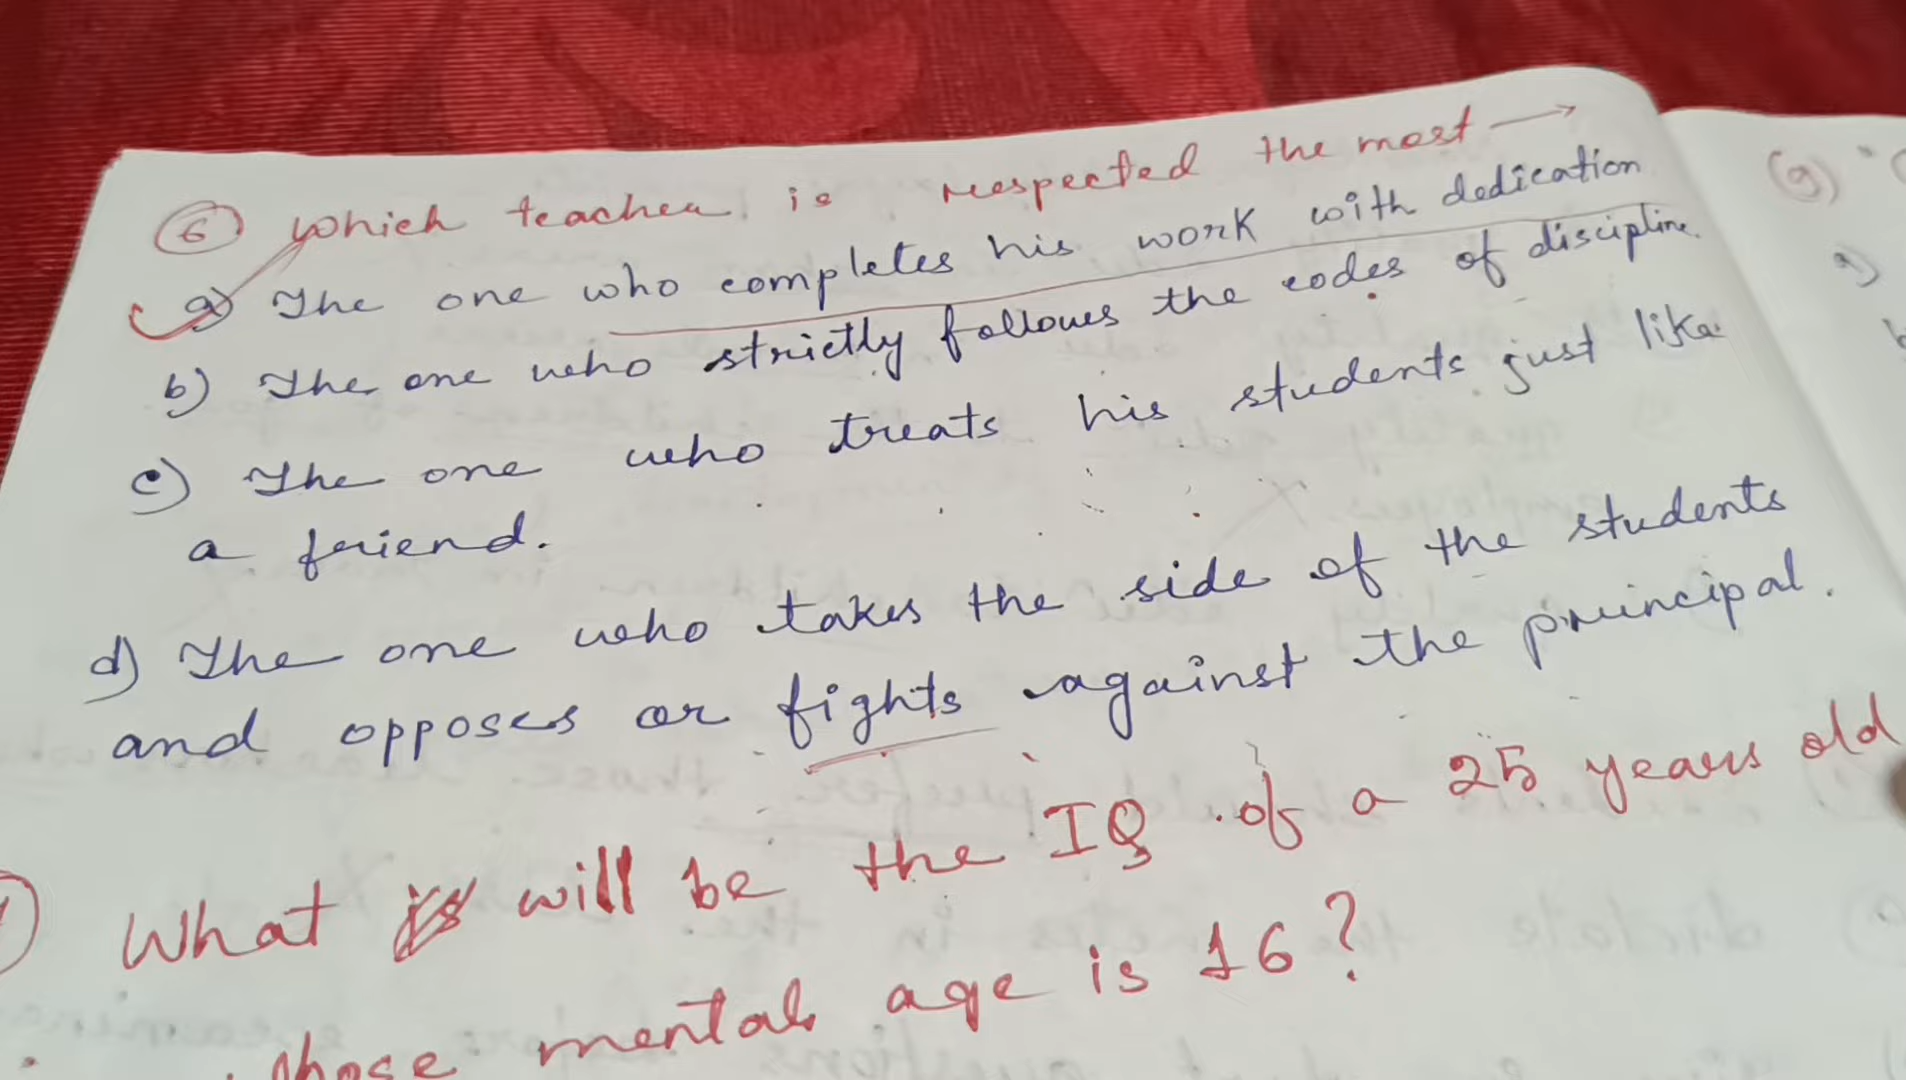 6 Which teacher is respected the most →
a) The one who completes his work with dedication
b) The one who strictly follows the codes of discipline.
c) The one who treats his students just like
a friend.
d) The one who takes the side of the students
and opposes or fights against the principal.
What is will be the IQ of a 25 years old
whose mental age is 16?
(g)
a)